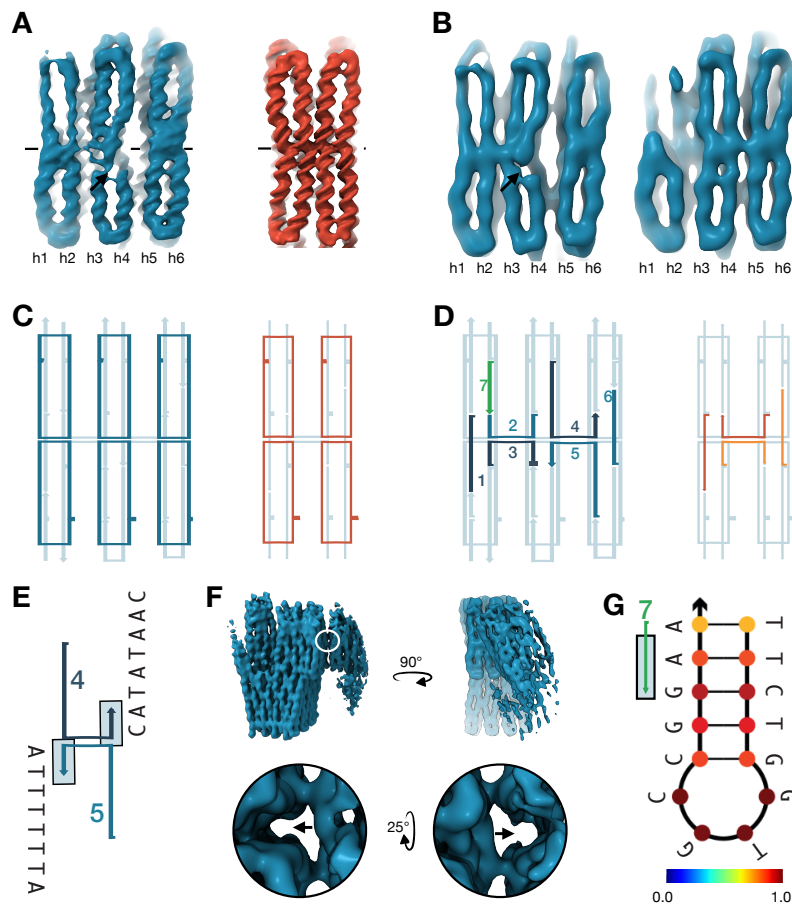 A
B
h1 h2 h3 h4 h5 h6
h1 h2 h3 h4 h5 h6
h1 h2 h3 h4 h5 h6
C
D
7
6
2
4
3
5
1
E
CATATAAC
4
ATTTTTTA
5
F
90°
25°
G
7
A T
A T
G C
G T
C G
C G
G T
0.0 1.0